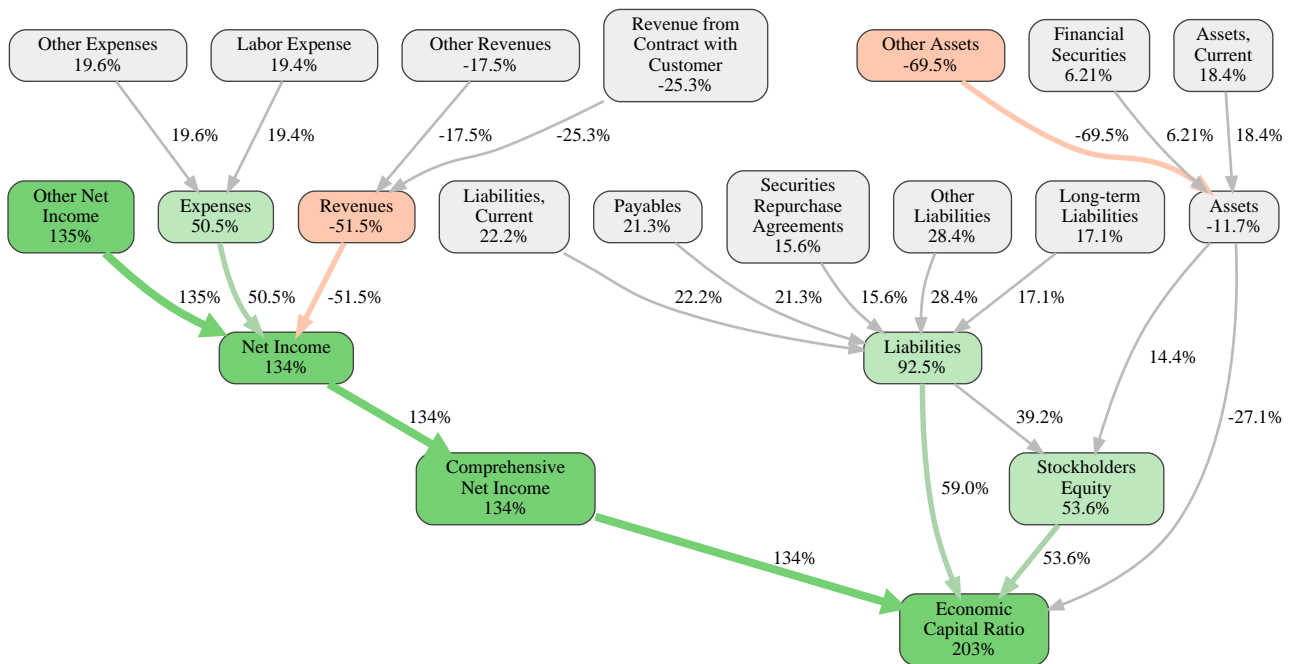 Other Expenses
19.6%
Labor Expense
19.4%
Other Revenues
-17.5%
Revenue from
Contract with
Customer
-25.3%
Other Assets
-69.5%
Financial
Securities
6.21%
Assets,
Current
18.4%
19.6%
19.4%
-17.5%
-25.3%
-69.5%
6.21%
18.4%
Other Net
Income
135%
Expenses
50.5%
Revenues
-51.5%
Liabilities,
Current
22.2%
Payables
21.3%
Securities
Repurchase
Agreements
15.6%
Other
Liabilities
28.4%
Long-term
Liabilities
17.1%
Assets
-11.7%
135%
50.5%
-51.5%
22.2%
21.3%
15.6%
28.4%
17.1%
Net Income
134%
Liabilities
92.5%
14.4%
134%
39.2%
-27.1%
Comprehensive
Net Income
134%
59.0%
Stockholders
Equity
53.6%
134%
53.6%
Economic
Capital Ratio
203%